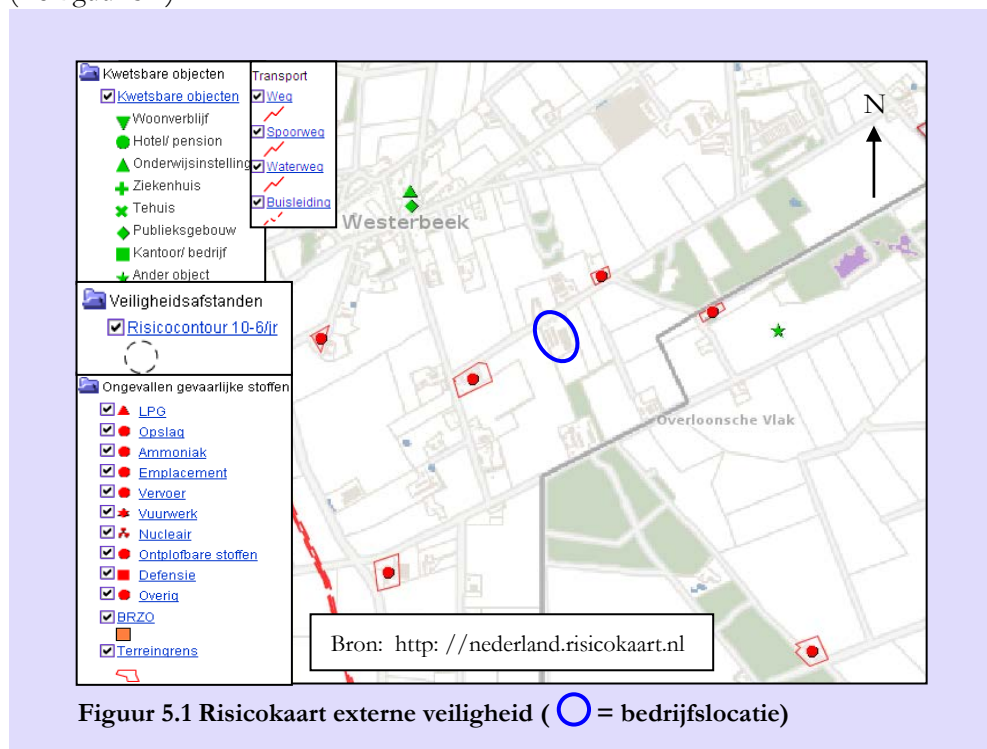 Kwetsbare objecten
Kwetsbare objecten
Woonverblijf
Hotel/ pension
Onderwijsinstelling
Ziekenhuis
Tehuis
Publieksgebouw
Kantoor/ bedrijf
Ander object
Transport
Weg
Spoorweg
Waterweg
Buisleiding
Veiligheidsafstanden
Risicocontour 10-6/jr
Ongevallen gevaarlijke stoffen
LPG
Opslag
Ammoniak
Emplacement
Vervoer
Vuurwerk
Nucleair
Ontplofbare stoffen
Defensie
Overig
BRZO
Terreingrens
N
Westerbeek
Overloonsche Vlak
Bron: http: //nederland.risicokaart.nl
Figuur 5.1 Risicokaart externe veiligheid ( = bedrijfslocatie)